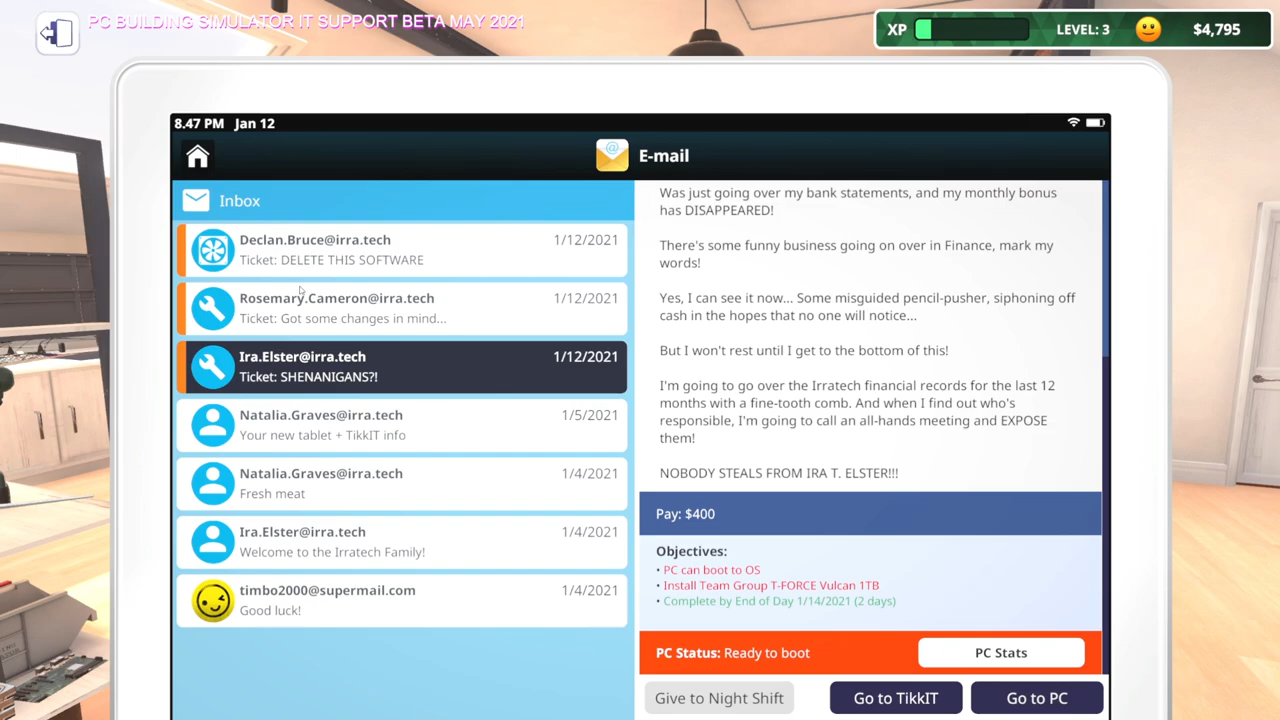 PC BUILDING SIMULATOR IT SUPPORT BETA MAY 2021
XP
LEVEL: 3
$4,795
8.47 PM Jan 12
E-mail
Inbox
Declan.Bruce@irra.tech 1/12/2021
Ticket: DELETE THIS SOFTWARE
Rosemary.Cameron@irra.tech 1/12/2021
Ticket: Got some changes in mind...
Ira.Elster@irra.tech 1/12/2021
Ticket: SHENANIGANS?!
Natalia.Graves@irra.tech 1/5/2021
Your new tablet + TikkIT info
Natalia.Graves@irra.tech 1/4/2021
Fresh meat
Ira.Elster@irra.tech 1/4/2021
Welcome to the Irratech Family!
timbo2000@supermail.com 1/4/2021
Good luck!
Was just going over my bank statements, and my monthly bonus
has DISAPPEARED!
There's some funny business going on over in Finance, mark my
words!
Yes, I can see it now... Some misguided pencil-pusher, siphoning off
cash in the hopes that no one will notice...
But I won't rest until I get to the bottom of this!
I'm going to go over the Irratech financial records for the last 12
months with a fine-tooth comb. And when I find out who's
responsible, I'm going to call an all-hands meeting and EXPOSE
them!
NOBODY STEALS FROM IRA T. ELSTER!!!
Pay: $400
Objectives:
• PC can boot to OS
• Install Team Group T-FORCE Vulcan 1TB
• Complete by End of Day 1/14/2021 (2 days)
PC Status: Ready to boot
PC Stats
Give to Night Shift
Go to TikkIT
Go to PC